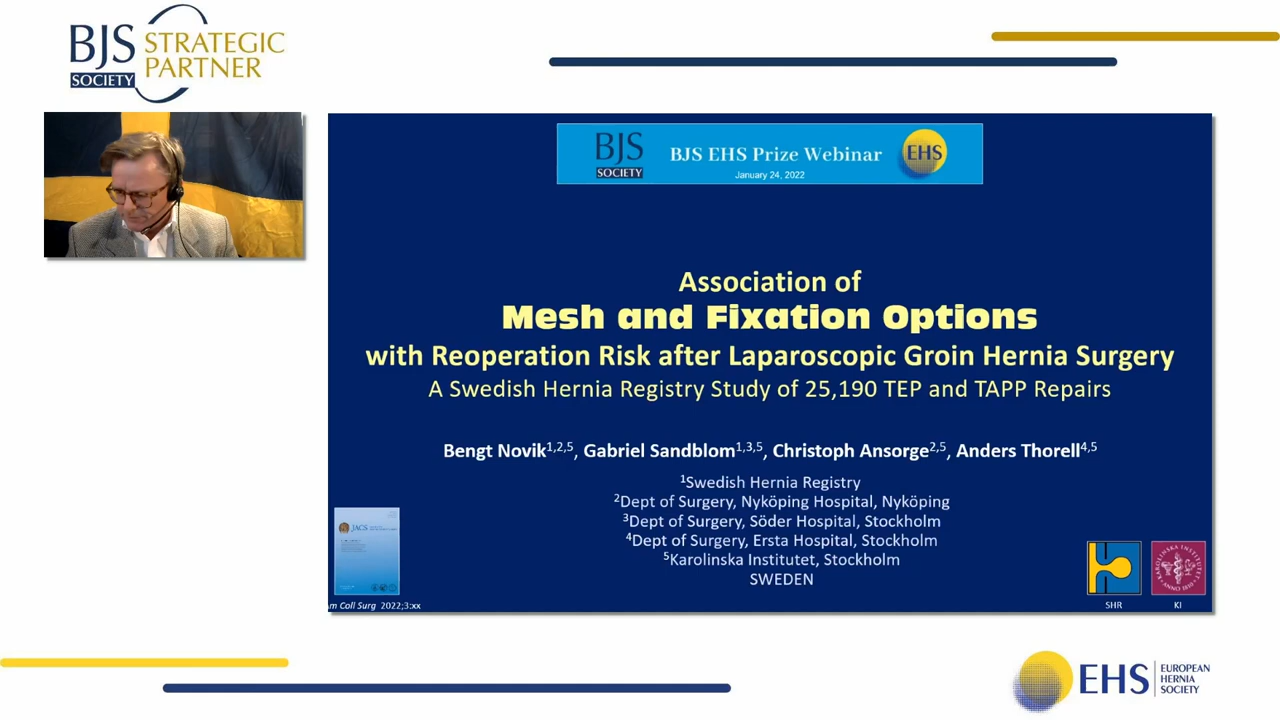 BJS
SOCIETY
STRATEGIC
PARTNER
BJS
SOCIETY
BJS EHS Prize Webinar
January 24, 2022
EHS
Association of
Mesh and Fixation Options
with Reoperation Risk after Laparoscopic Groin Hernia Surgery
A Swedish Hernia Registry Study of 25,190 TEP and TAPP Repairs
Bengt Novik1,2,5, Gabriel Sandblom1,3,5, Christoph Ansorge2,5, Anders Thorell4,5
1Swedish Hernia Registry
2Dept of Surgery, Nyköping Hospital, Nyköping
3Dept of Surgery, Söder Hospital, Stockholm
4Dept of Surgery, Ersta Hospital, Stockholm
5Karolinska Institutet, Stockholm
SWEDEN
JACS
m Coll Surg 2022;3:xx
SHR
KI
EHS
EUROPEAN
HERNIA
SOCIETY